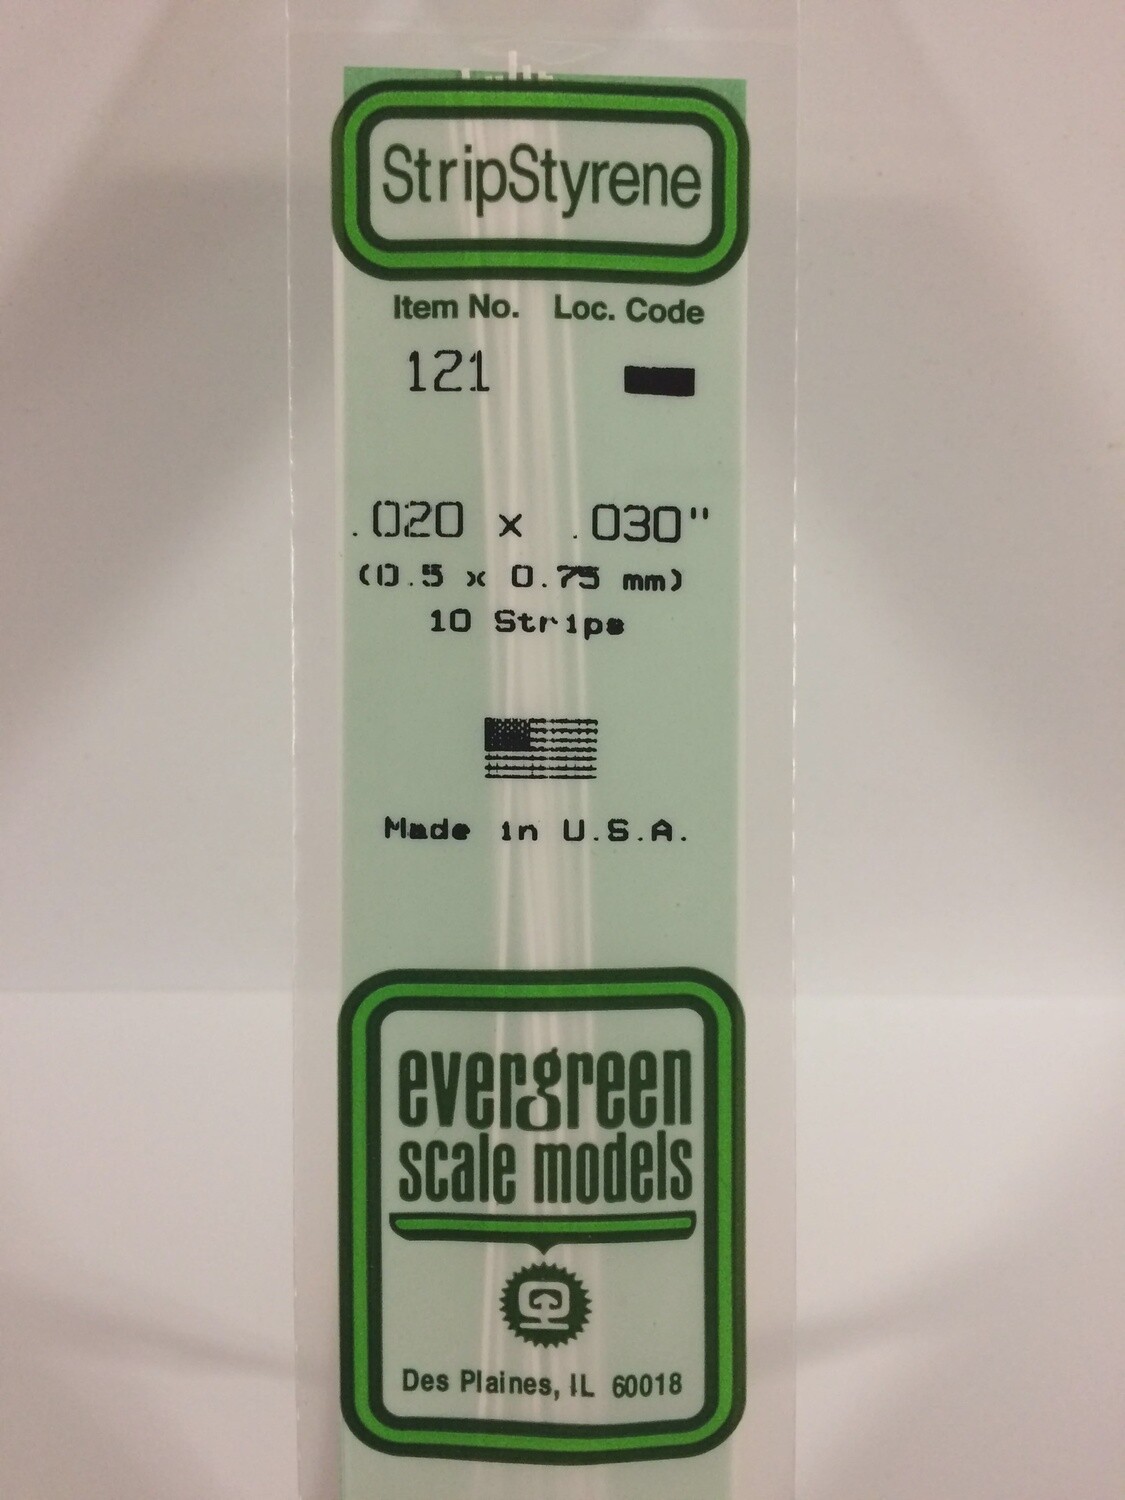 StripStyrene
Item No. Loc. Code
121
.020 x .030"
(0.5 x 0.75 mm)
10 Strips
Made in U.S.A.
evergreen
scale models
Des Plaines, IL 60018